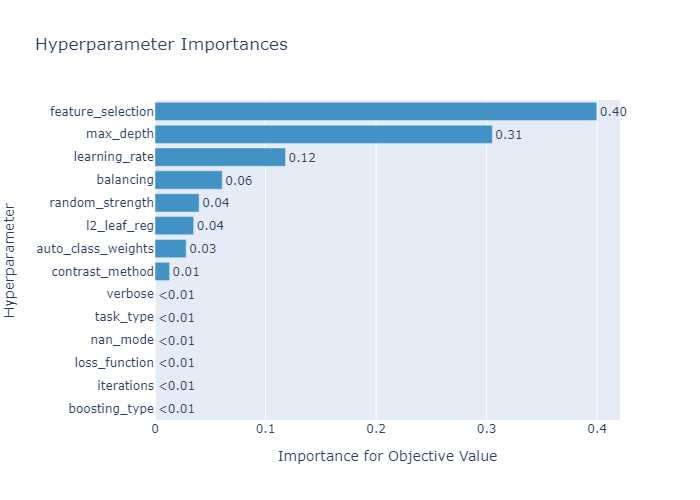 Hyperparameter Importances
Hyperparameter
feature_selection 0.40
max_depth 0.31
learning_rate 0.12
balancing 0.06
random_strength 0.04
l2_leaf_reg 0.04
auto_class_weights 0.03
contrast_method 0.01
verbose <0.01
task_type <0.01
nan_mode <0.01
loss_function <0.01
iterations <0.01
boosting_type <0.01
0 0.1 0.2 0.3 0.4
Importance for Objective Value